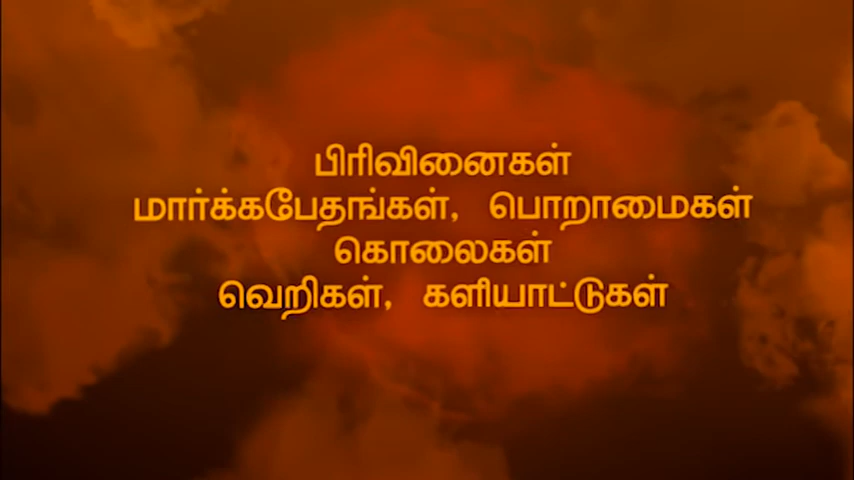 பிரிவினைகள்
மார்க்கபேதங்கள், பொறாமைகள்
கொலைகள்
வெறிகள், களியாட்டுகள்